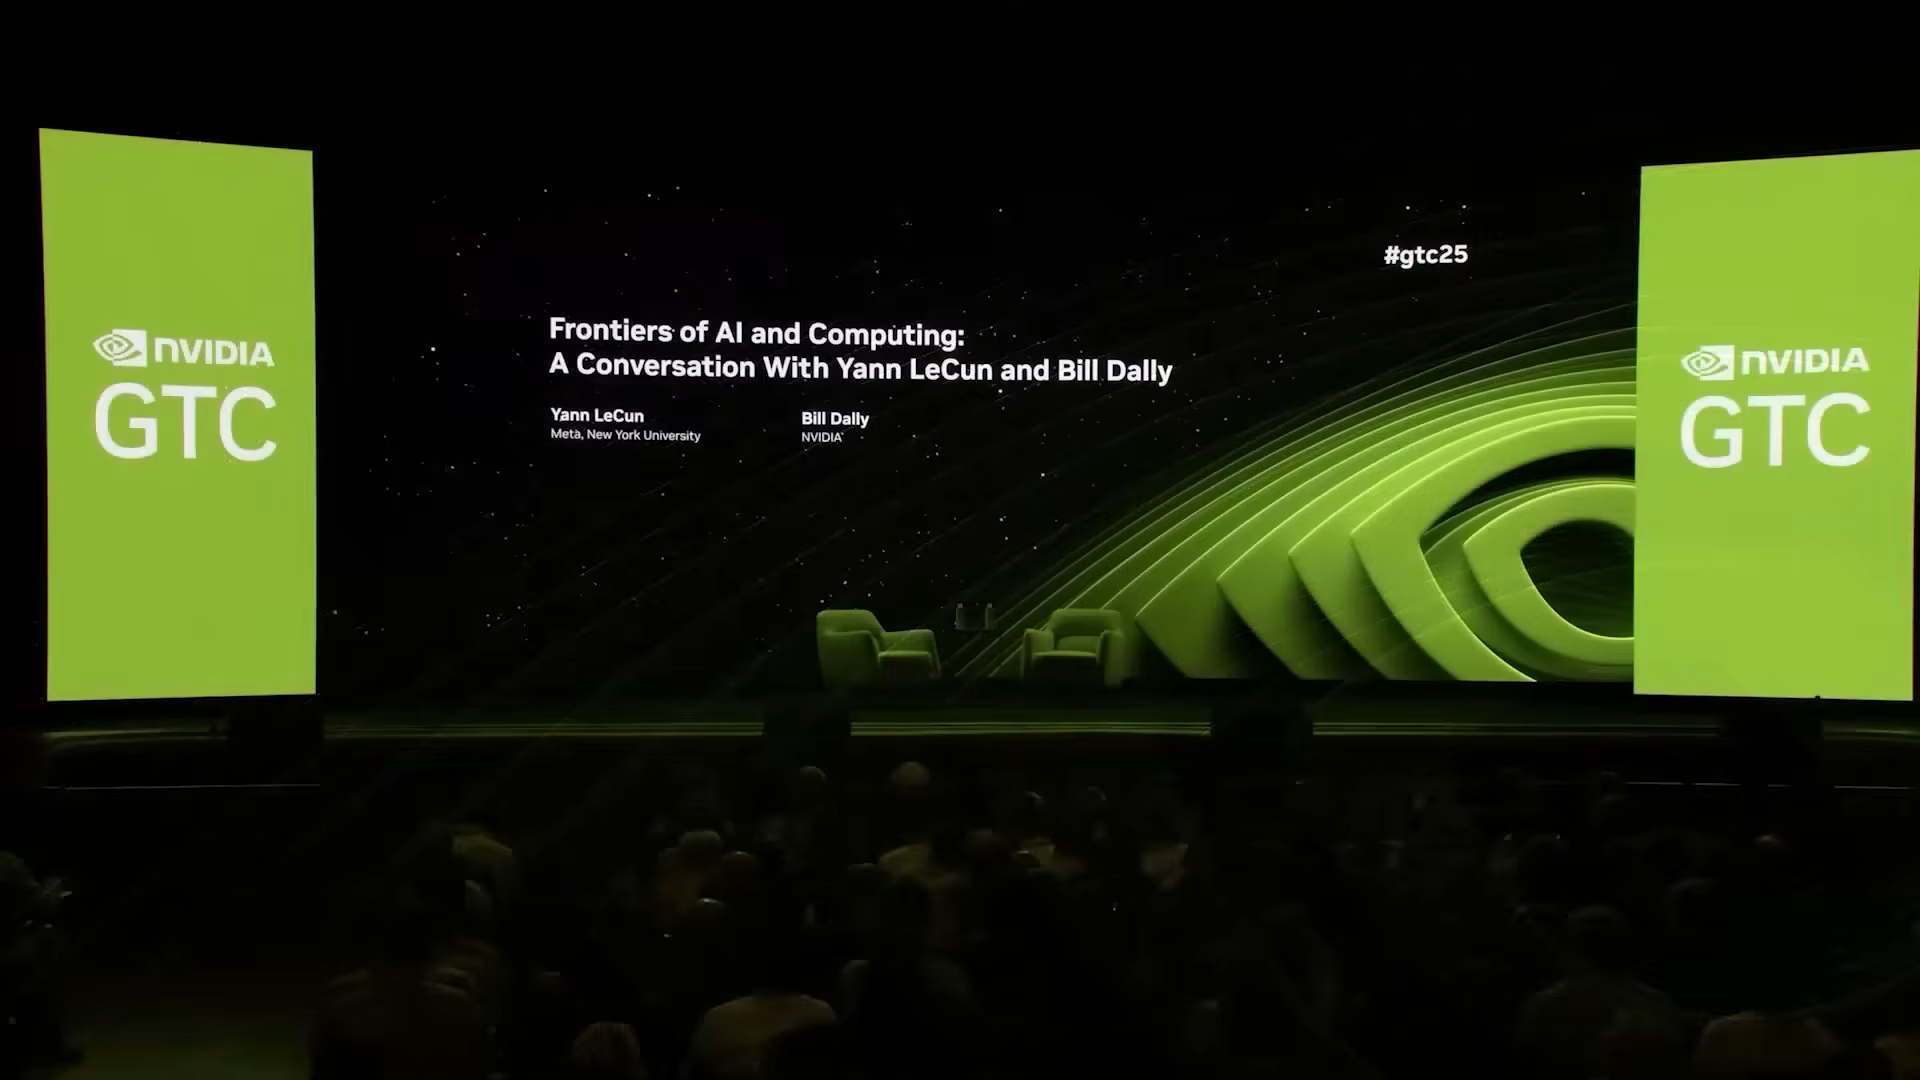 NVIDIA
GTC
#gtc25
Frontiers of AI and Computing:
A Conversation With Yann LeCun and Bill Dally
Yann LeCun
Meta, New York University
Bill Dally
NVIDIA
NVIDIA
GTC